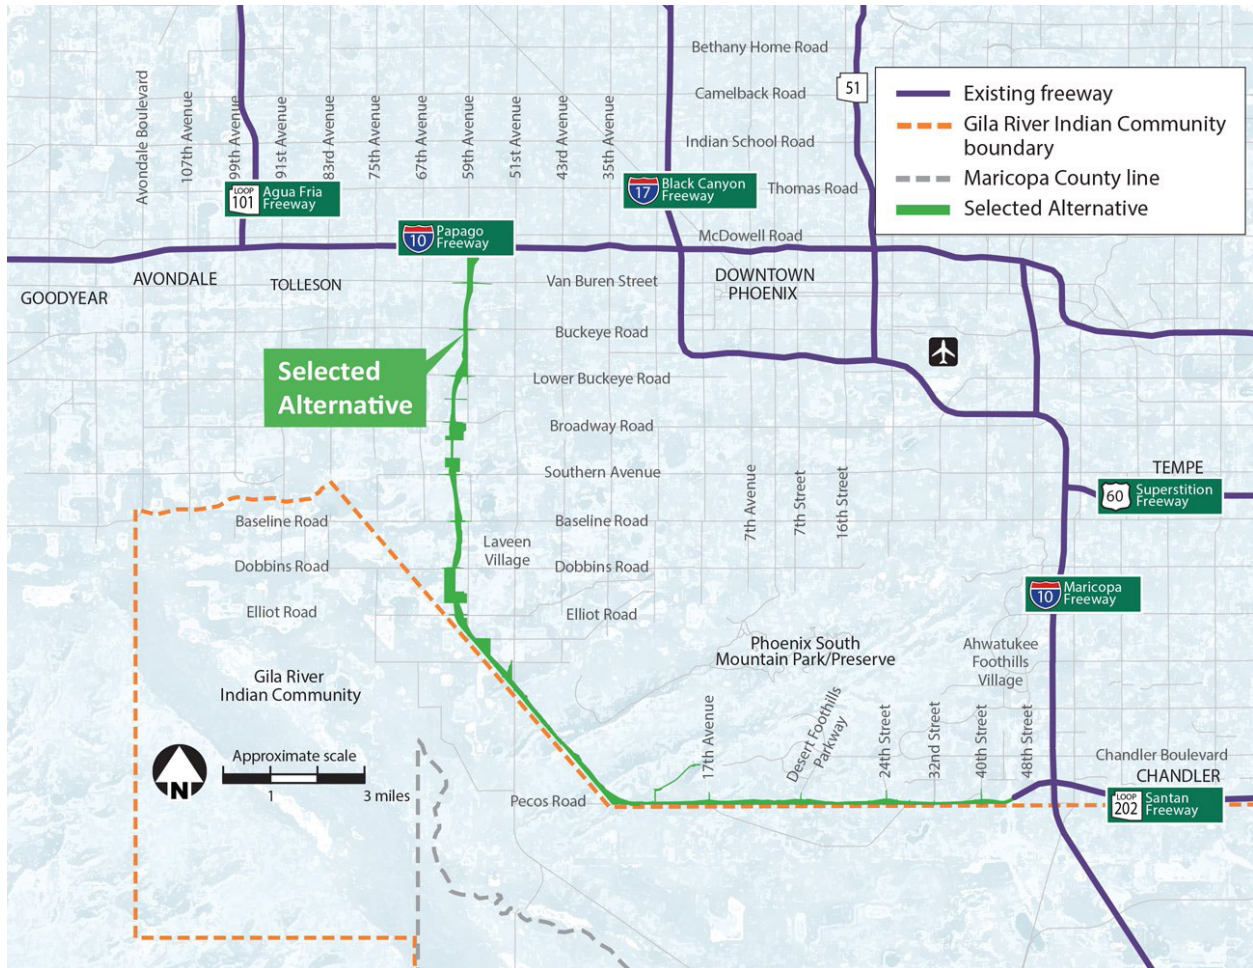 Bethany Home Road
Camelback Road
51
Indian School Road
Thomas Road
McDowell Road
Existing freeway
Gila River Indian Community
boundary
Maricopa County line
Selected Alternative
Avondale Boulevard
107th Avenue
99th Avenue
91st Avenue
83rd Avenue
75th Avenue
67th Avenue
59th Avenue
51st Avenue
43rd Avenue
35th Avenue
LOOP
101
Agua Fria
Freeway
17
Black Canyon
Freeway
10
Papago
Freeway
GOODYEAR
AVONDALE
TOLLESON
Van Buren Street
DOWNTOWN
PHOENIX
Buckeye Road
Selected
Alternative
Lower Buckeye Road
Broadway Road
Southern Avenue
7th Avenue
7th Street
16th Street
TEMPE
60
Superstition
Freeway
Baseline Road
Baseline Road
Laveen
Village
Dobbins Road
Dobbins Road
Elliot Road
Elliot Road
10
Maricopa
Freeway
Phoenix South
Mountain Park/Preserve
Ahwatukee
Foothills
Village
Gila River
Indian Community
17th Avenue
Desert Foothills
Parkway
24th Street
32nd Street
40th Street
48th Street
Chandler Boulevard
CHANDLER
N
Approximate scale
1
3 miles
Pecos Road
LOOP
202
Santan
Freeway